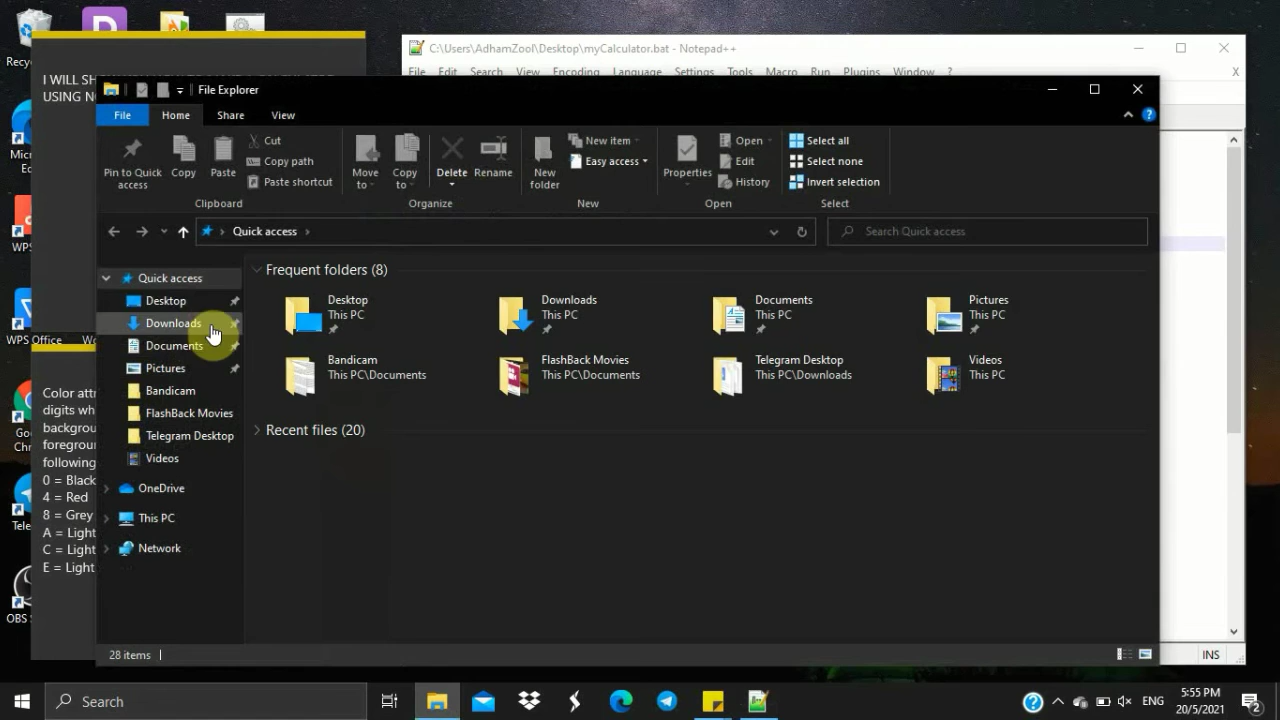 C:\Users\AdhamZool\Desktop\myCalculator.bat - Notepad++
File Edit Search View Encoding Language Settings Tools Macro Run Plugins Window ?
X
I WILL
USING
File Explorer
File Home Share View
Pin to Quick access
Copy
Paste
Cut
Copy path
Paste shortcut
Clipboard
Move to
Copy to
Delete
Rename
Organize
New folder
New item
Easy access
New
Properties
Open
Edit
History
Open
Select all
Select none
Invert selection
Select
Quick access
Search Quick access
Quick access
Desktop
Downloads
Documents
Pictures
Bandicam
FlashBack Movies
Telegram Desktop
Videos
OneDrive
This PC
Network
Frequent folders (8)
Desktop
This PC
Downloads
This PC
Documents
This PC
Pictures
This PC
Bandicam
This PC\Documents
FlashBack Movies
This PC\Documents
Telegram Desktop
This PC\Downloads
Videos
This PC
Recent files (20)
28 items
Recy
Micr
Ed
WPS
WPS Office
Goo
Chr
Tele
OBS S
Color
digits
following
0 = Black
4 = Red
8 = Grey
A = Light
C = Light
E = Light
INS
Search
ENG
5:55 PM
20/5/2021
2